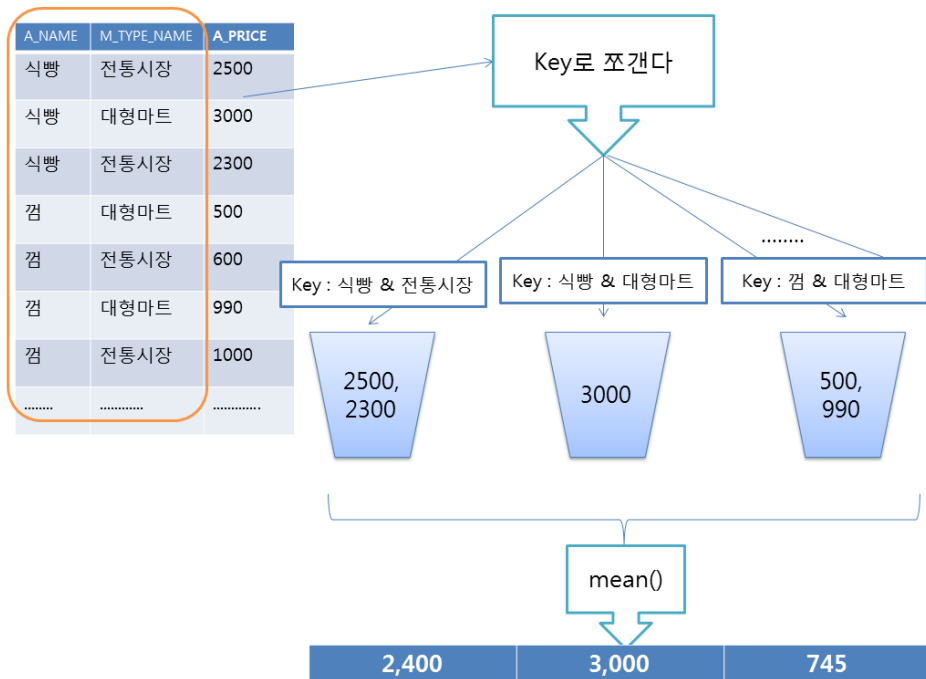 A_NAME M_TYPE_NAME A_PRICE
식빵 전통시장 2500
식빵 대형마트 3000
식빵 전통시장 2300
껌 대형마트 500
껌 전통시장 600
껌 대형마트 990
껌 전통시장 1000
........ ............ .............
Key로 쪼갠다
........
Key : 식빵 & 전통시장
Key : 식빵 & 대형마트
Key : 껌 & 대형마트
2500,
2300
3000
500,
990
mean()
2,400 3,000 745